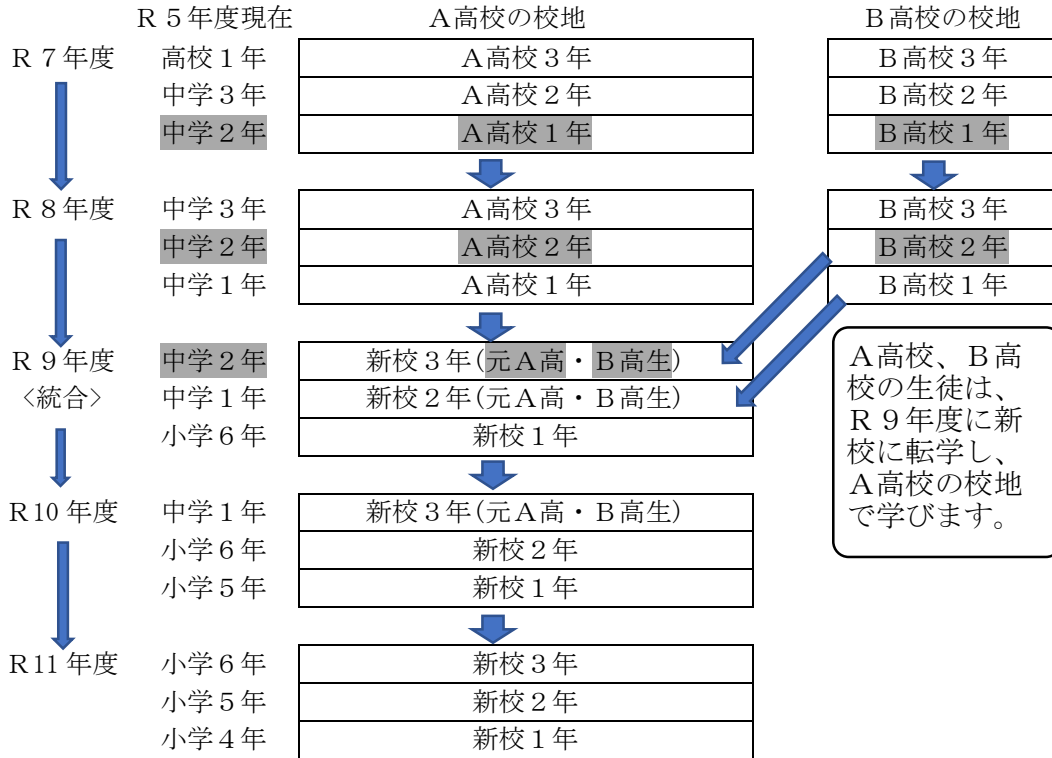 R５年度現在 A高校の校地 B高校の校地
R７年度 高校１年 A高校３年 B高校３年
中学３年 A高校２年 B高校２年
中学２年 A高校１年 B高校１年
R８年度 中学３年 A高校３年 B高校３年
中学２年 A高校２年 B高校２年
中学１年 A高校１年 B高校１年
R９年度 中学２年 新校３年(元A高・B高生)
<統合> 中学１年 新校２年(元A高・B高生)
小学６年 新校１年
A高校、B高
校の生徒は、
R９年度に新
校に転学し、
A高校の校地
で学びます。
R10年度 中学１年 新校３年(元A高・B高生)
小学６年 新校２年
小学５年 新校１年
R11年度 小学６年 新校３年
小学５年 新校２年
小学４年 新校１年